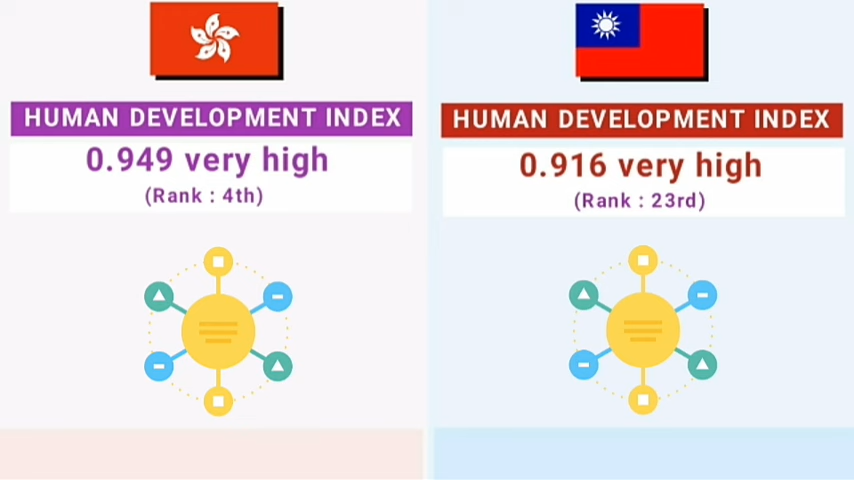 HUMAN DEVELOPMENT INDEX
0.949 very high
(Rank : 4th)
HUMAN DEVELOPMENT INDEX
0.916 very high
(Rank : 23rd)